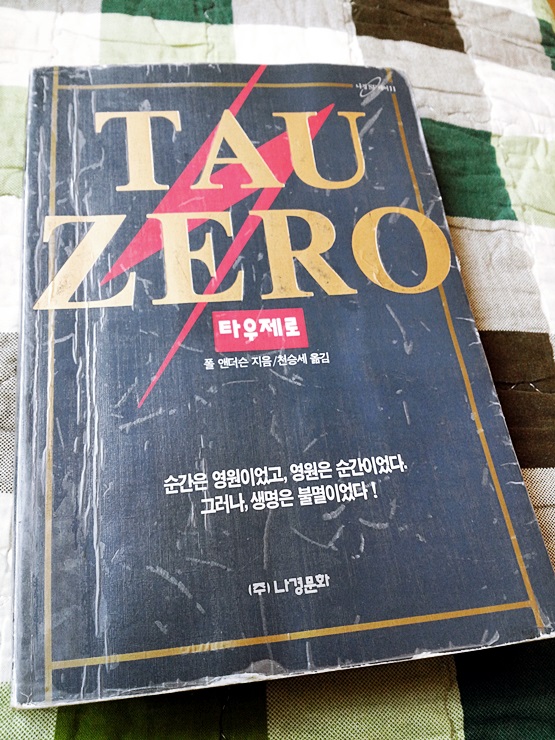 TAU
ZERO
타우제로
폴 앤더슨 지음/천승세 옮김
순간은 영원이었고, 영원은 순간이었다.
그러나, 생명은 불멸이었다!
(주) 나경문화